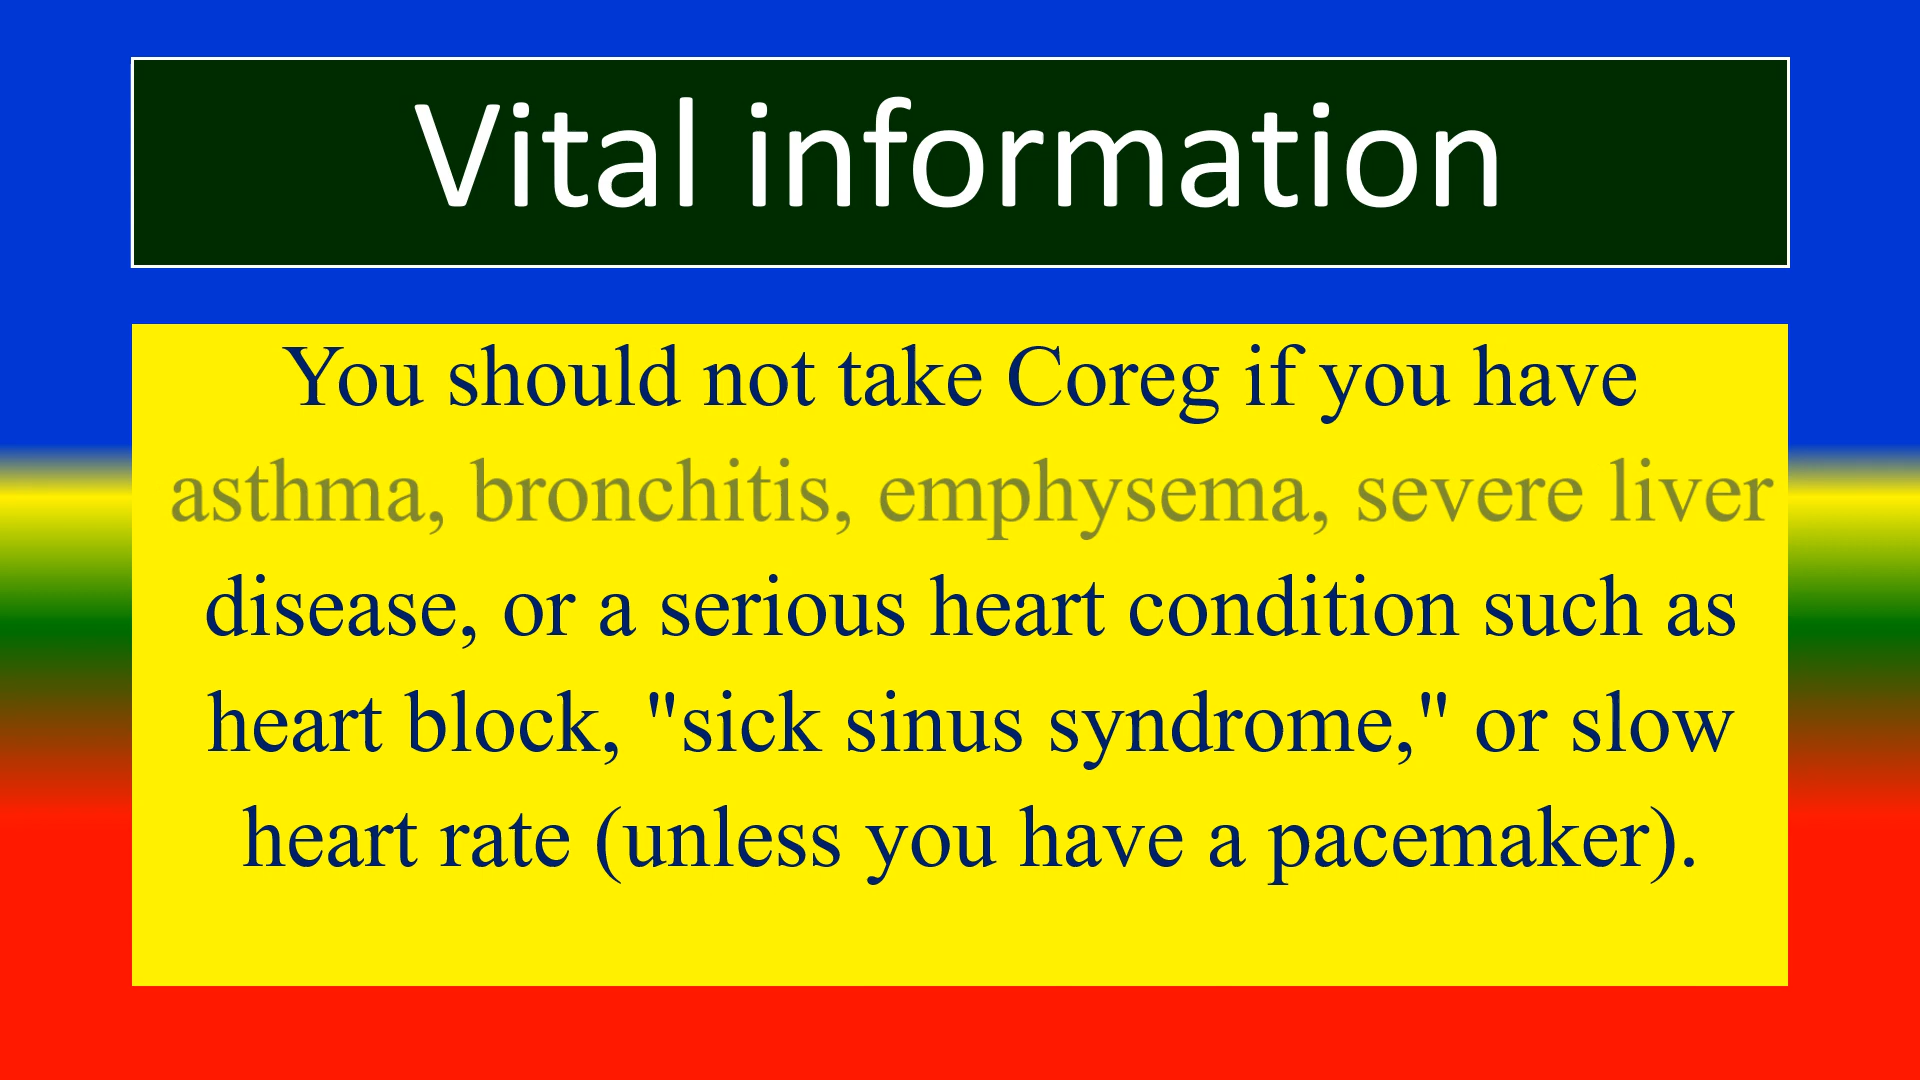 Vital information
You should not take Coreg if you have
asthma, bronchitis, emphysema, severe liver
disease, or a serious heart condition such as
heart block, "sick sinus syndrome," or slow
heart rate (unless you have a pacemaker).